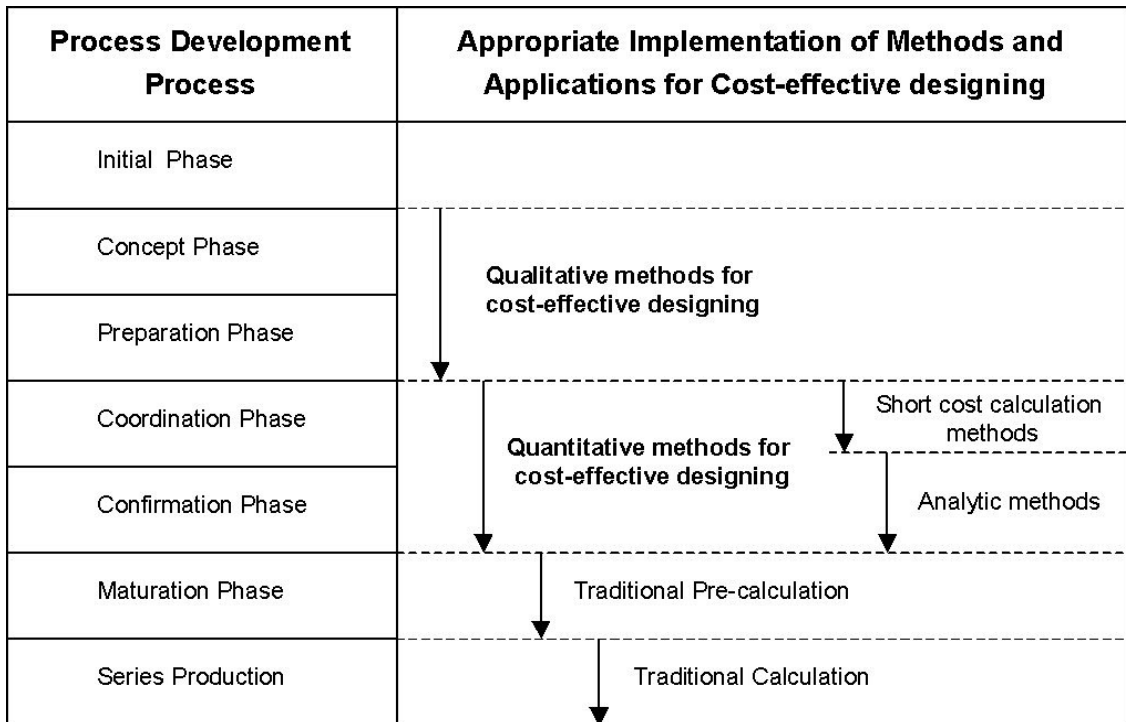 Process Development
Process
Appropriate Implementation of Methods and
Applications for Cost-effective designing
Initial Phase
Concept Phase
Qualitative methods for
cost-effective designing
Preparation Phase
Coordination Phase
Short cost calculation
methods
Quantitative methods for
cost-effective designing
Confirmation Phase
Analytic methods
Maturation Phase
Traditional Pre-calculation
Series Production
Traditional Calculation